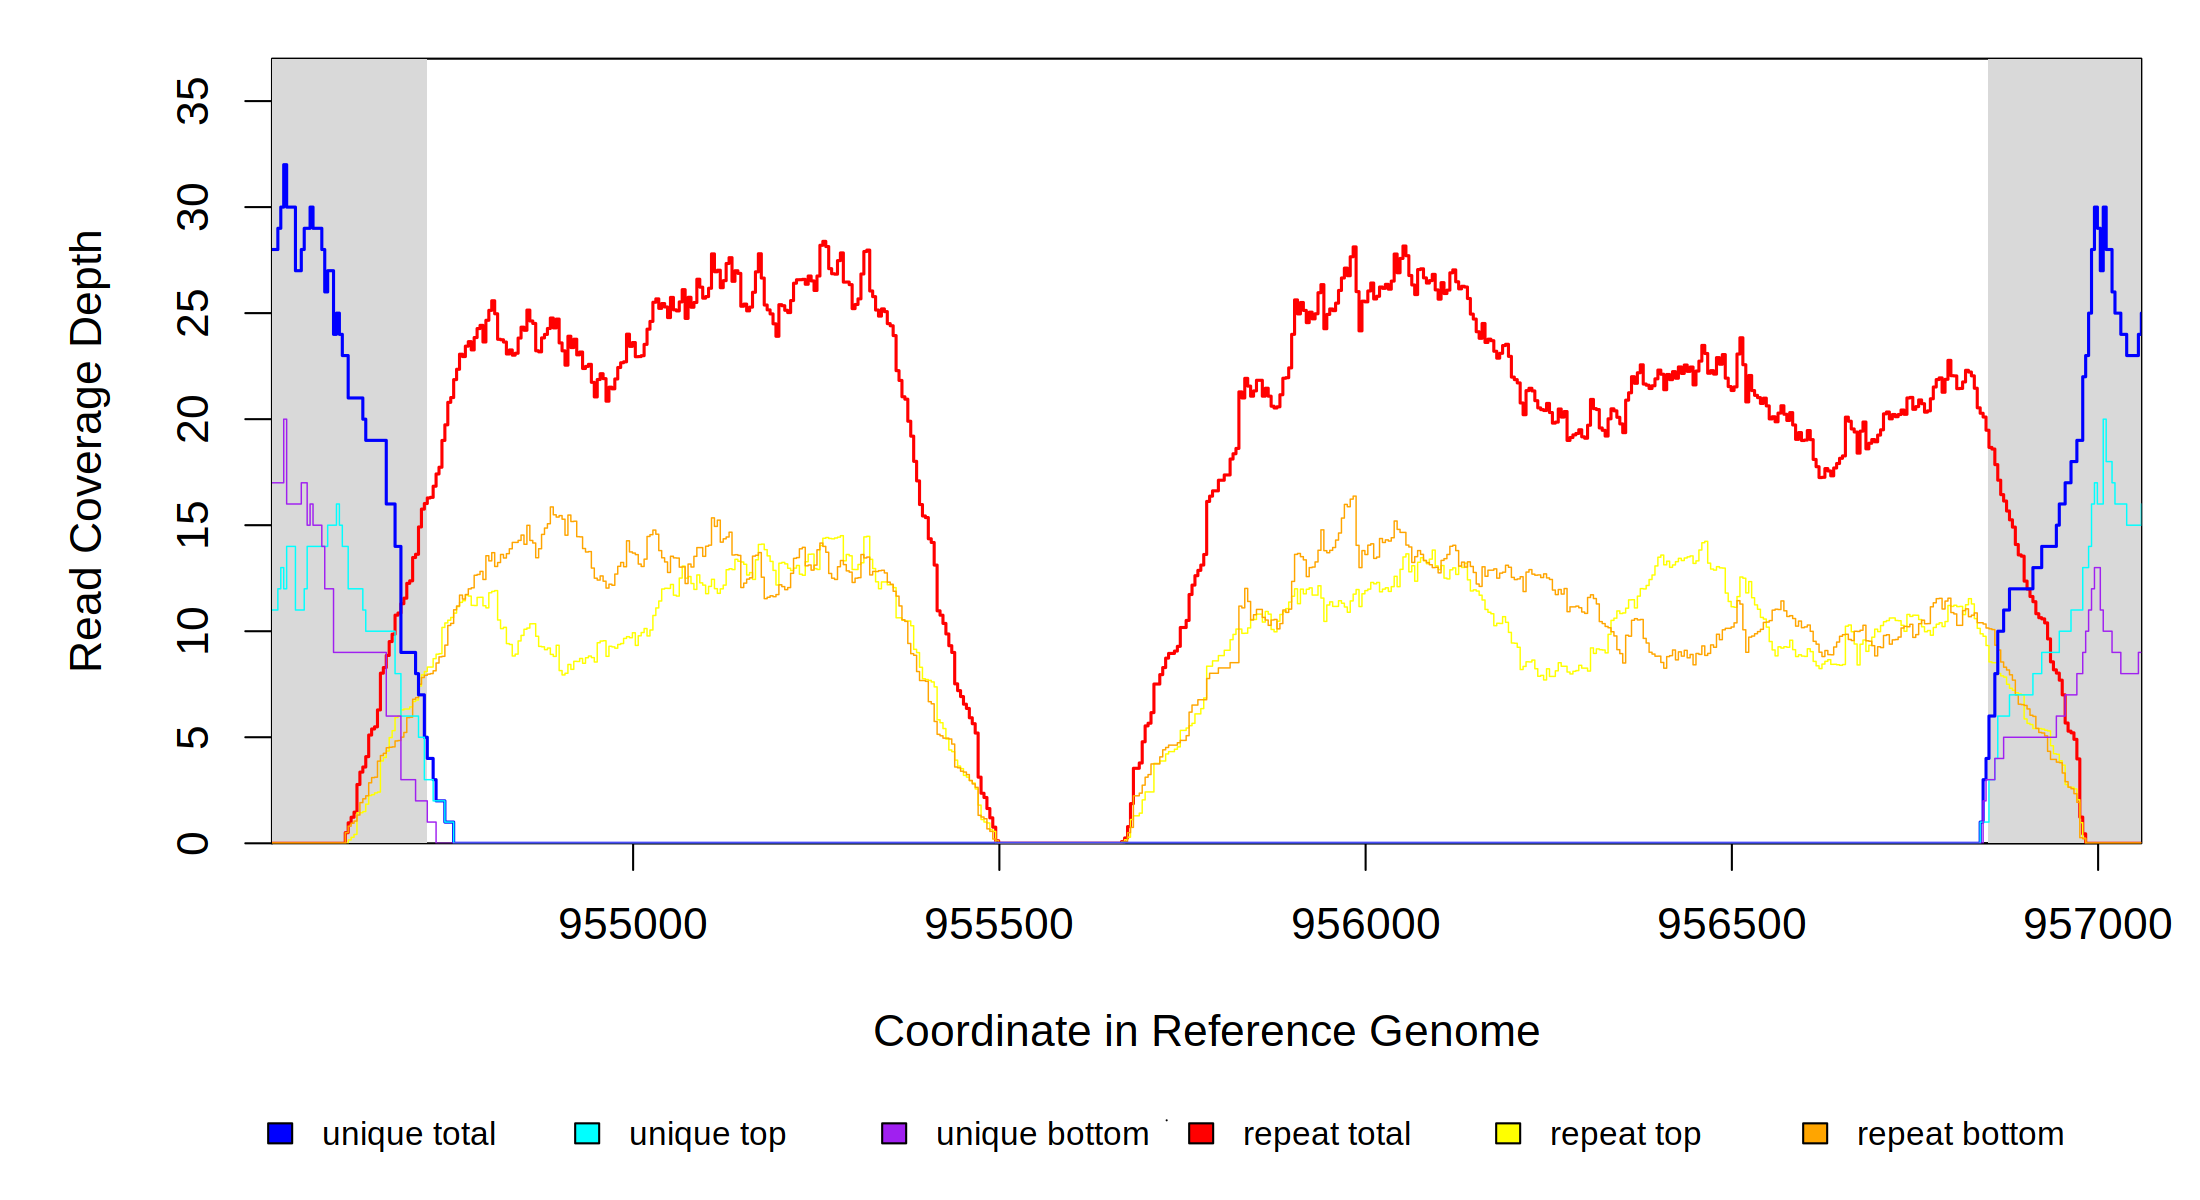 35
30
25
20
15
10
5
0
Read Coverage Depth
955000 955500 956000 956500 957000
Coordinate in Reference Genome
unique total unique top unique bottom repeat total repeat top repeat bottom